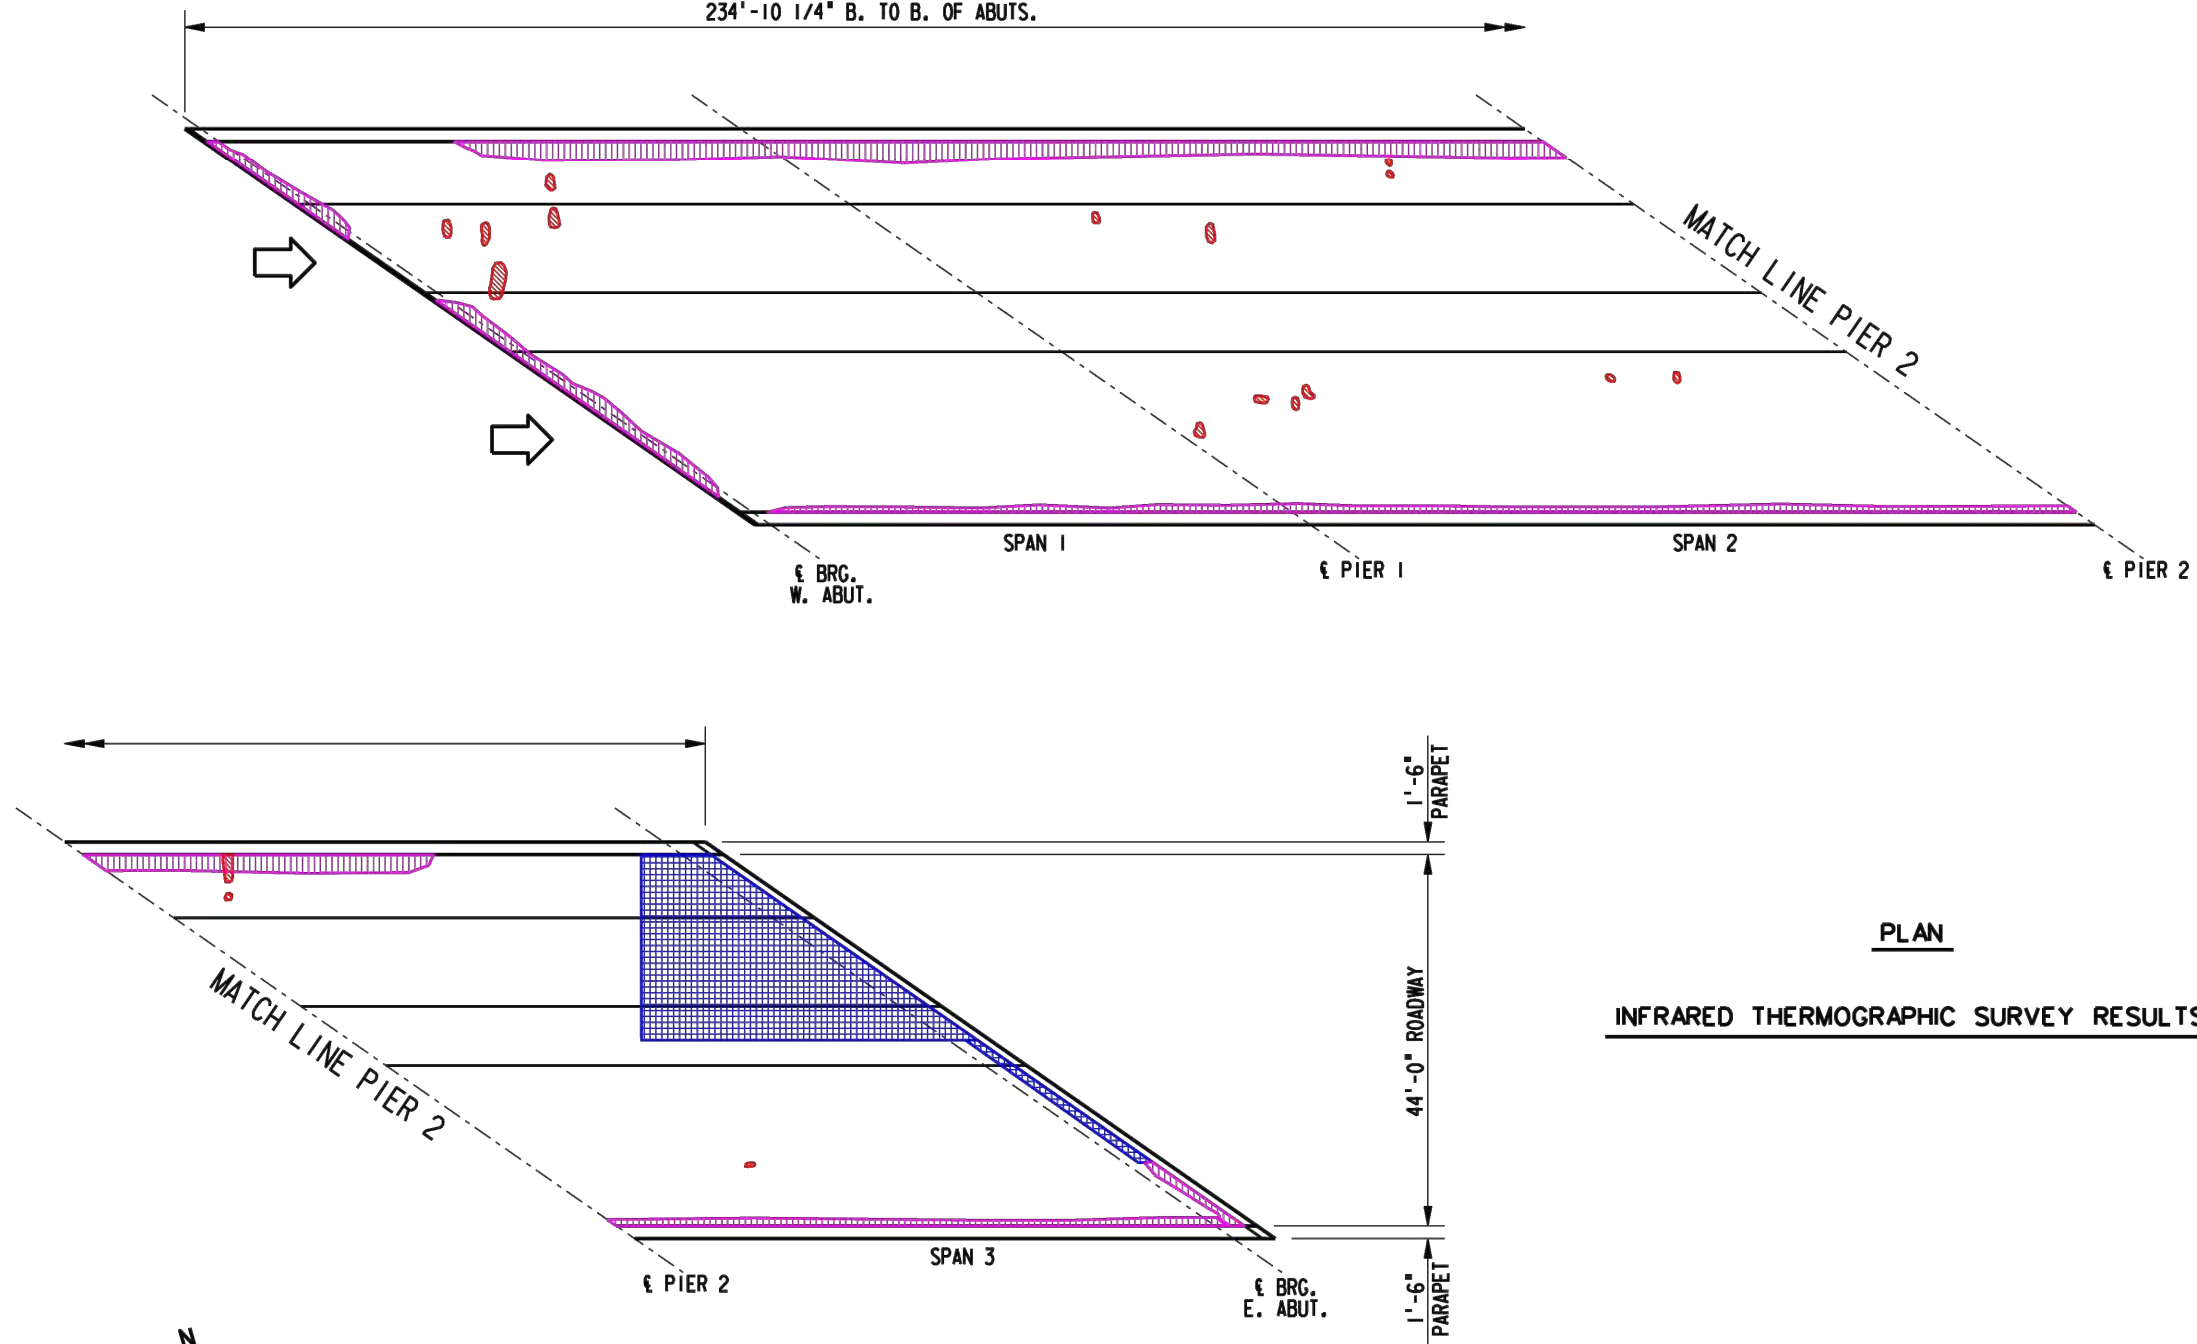 234'-10 1/4" B. TO B. OF ABUTS.
MATCH LINE PIER 2
SPAN 1
SPAN 2
℄ BRG.
W. ABUT.
℄ PIER 1
℄ PIER 2
1'-6"
PARAPET
MATCH LINE PIER 2
44'-0" ROADWAY
PLAN
INFRARED THERMOGRAPHIC SURVEY RESULTS
SPAN 3
℄ PIER 2
℄ BRG.
E. ABUT.
1'-6"
PARAPET
N